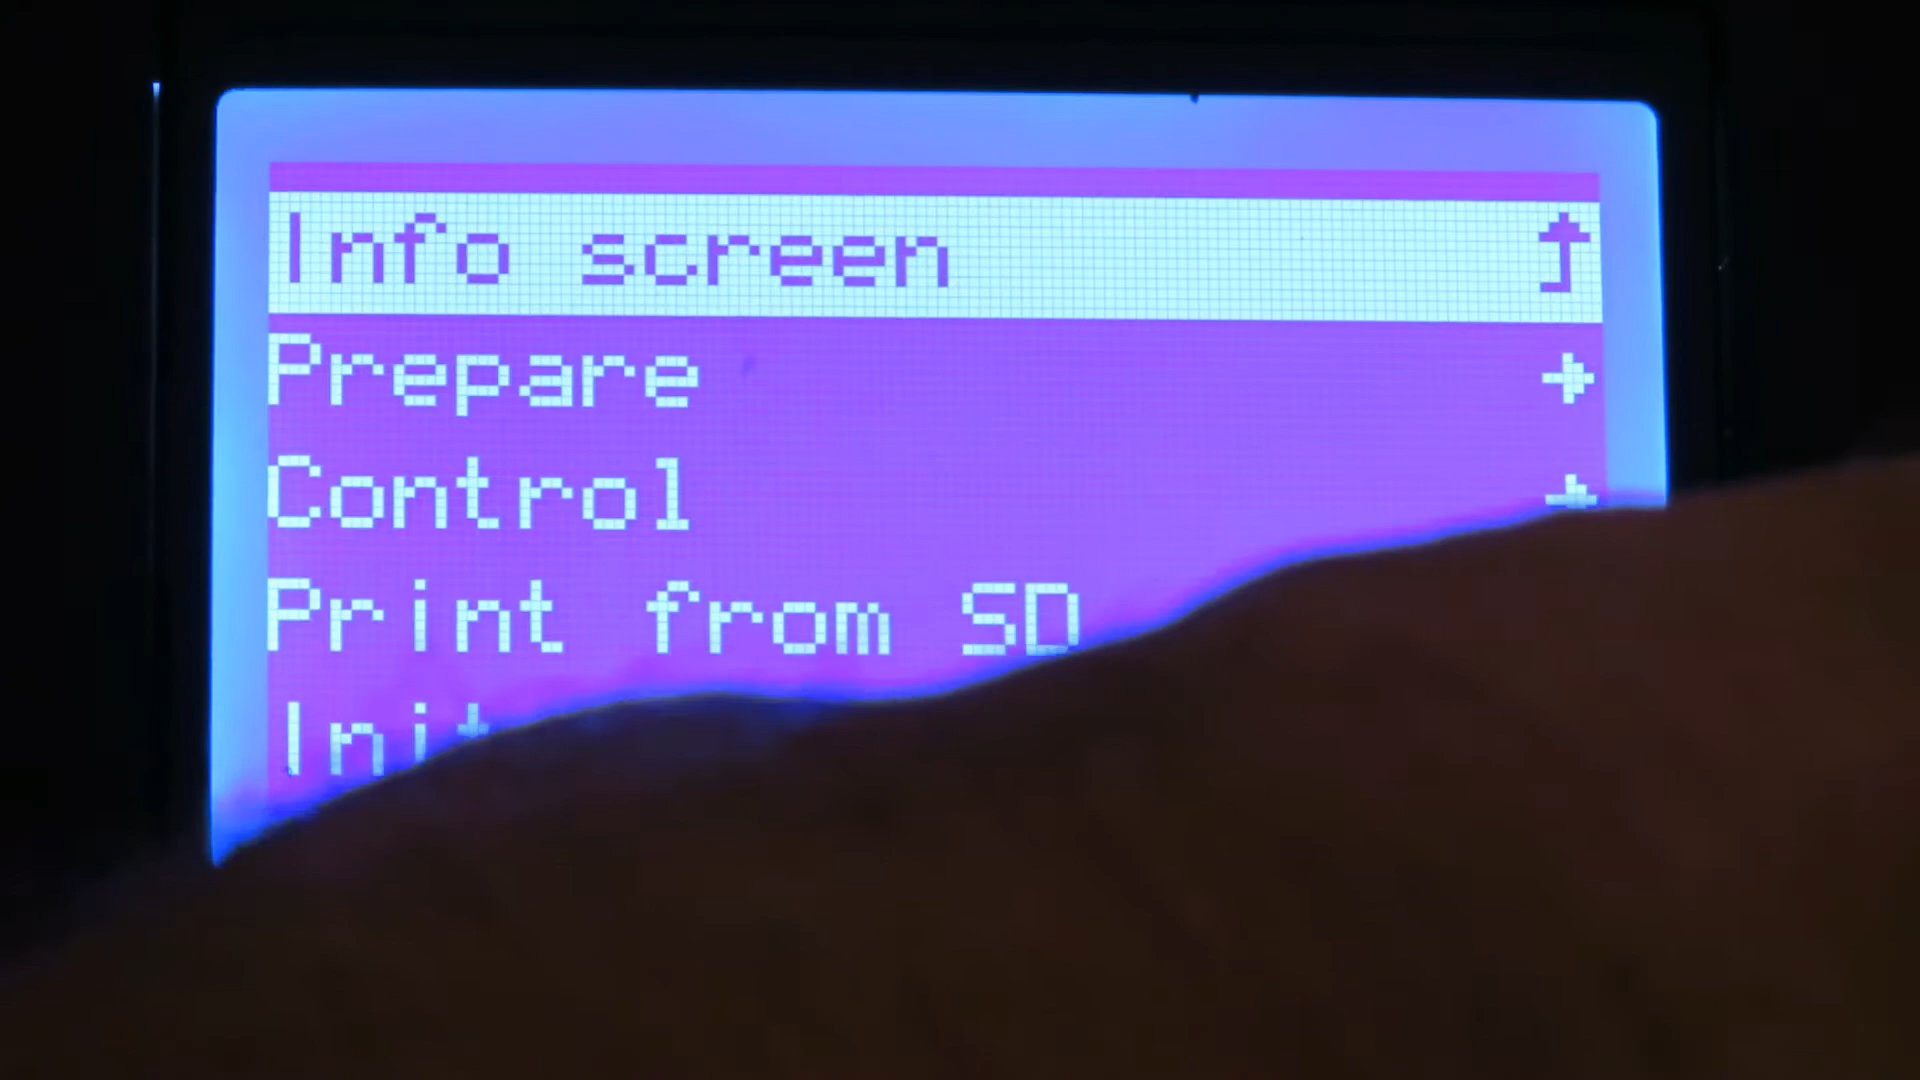 Info screen
Prepare
Control
Print from SD